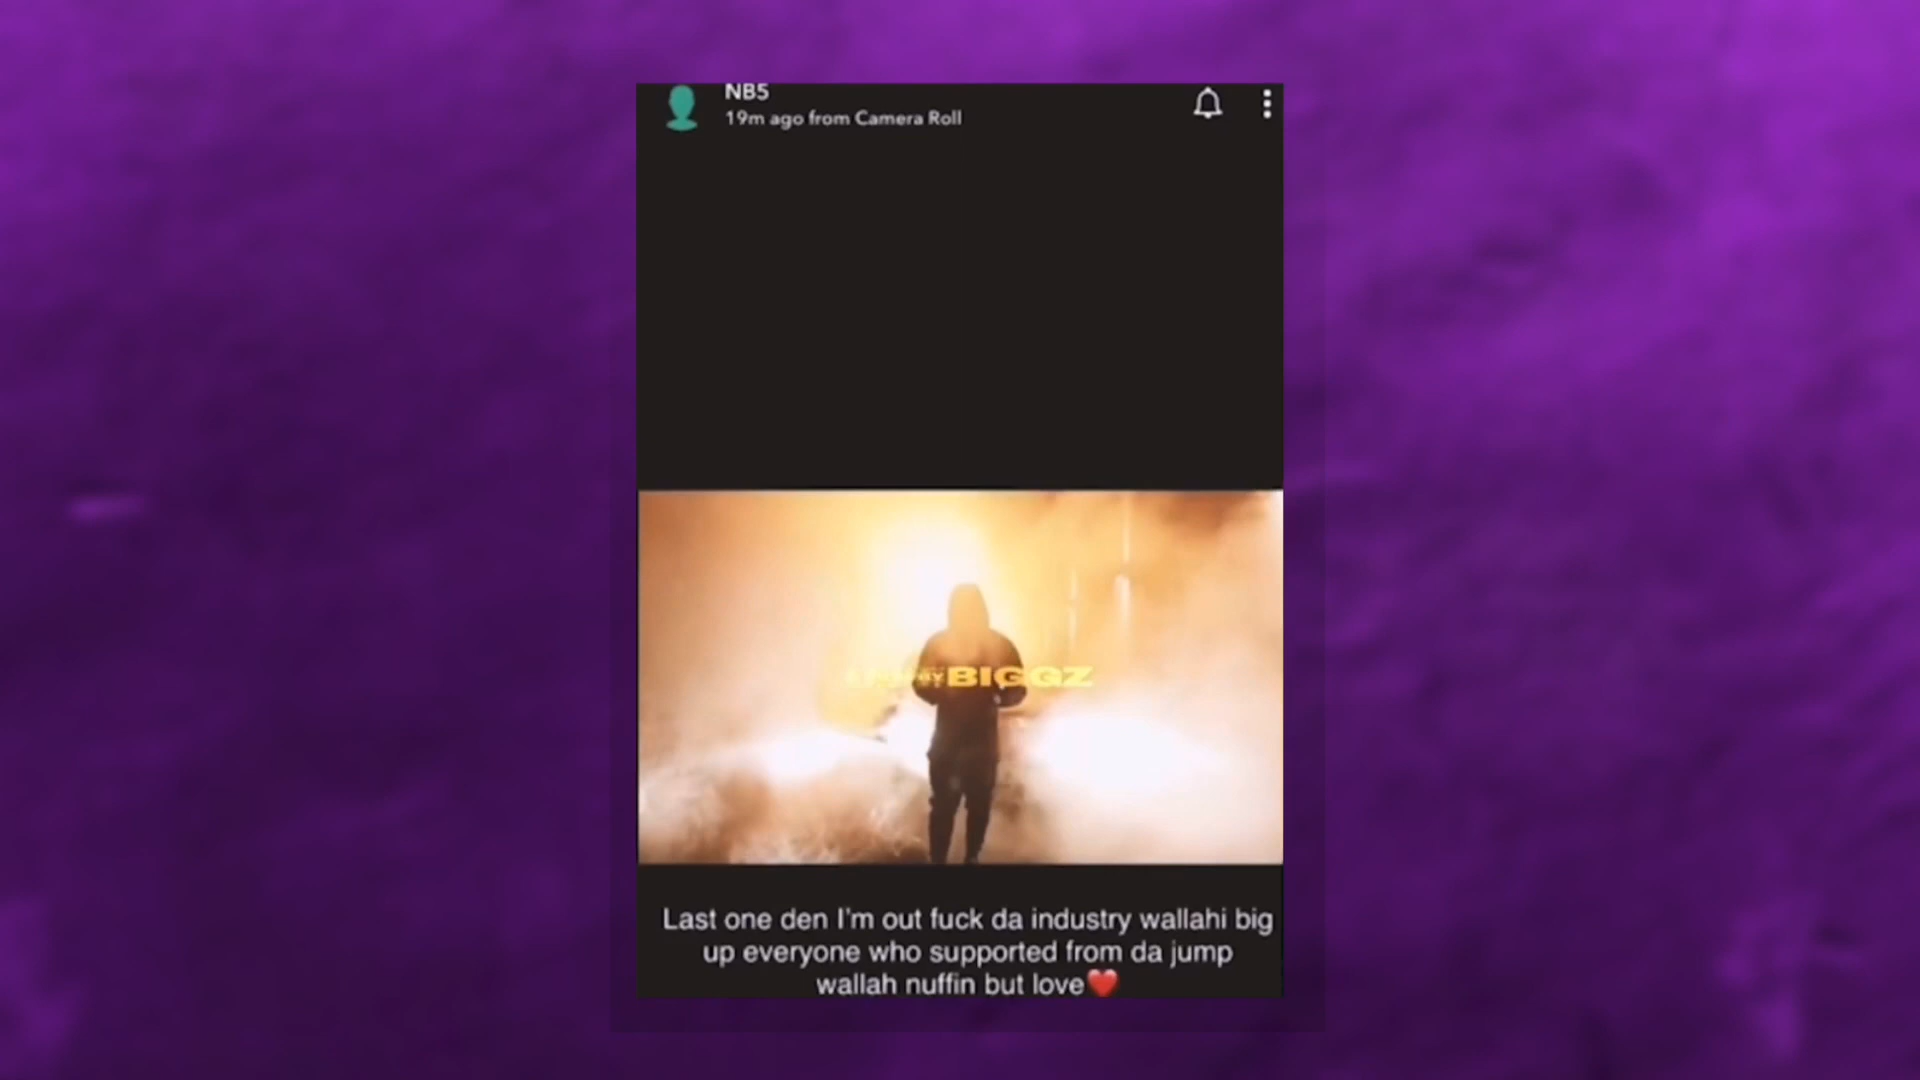 NB5
19m ago from Camera Roll
BIGGZ
Last one den I'm out fuck da industry wallahi big
up everyone who supported from da jump
wallah nuffin but love❤️